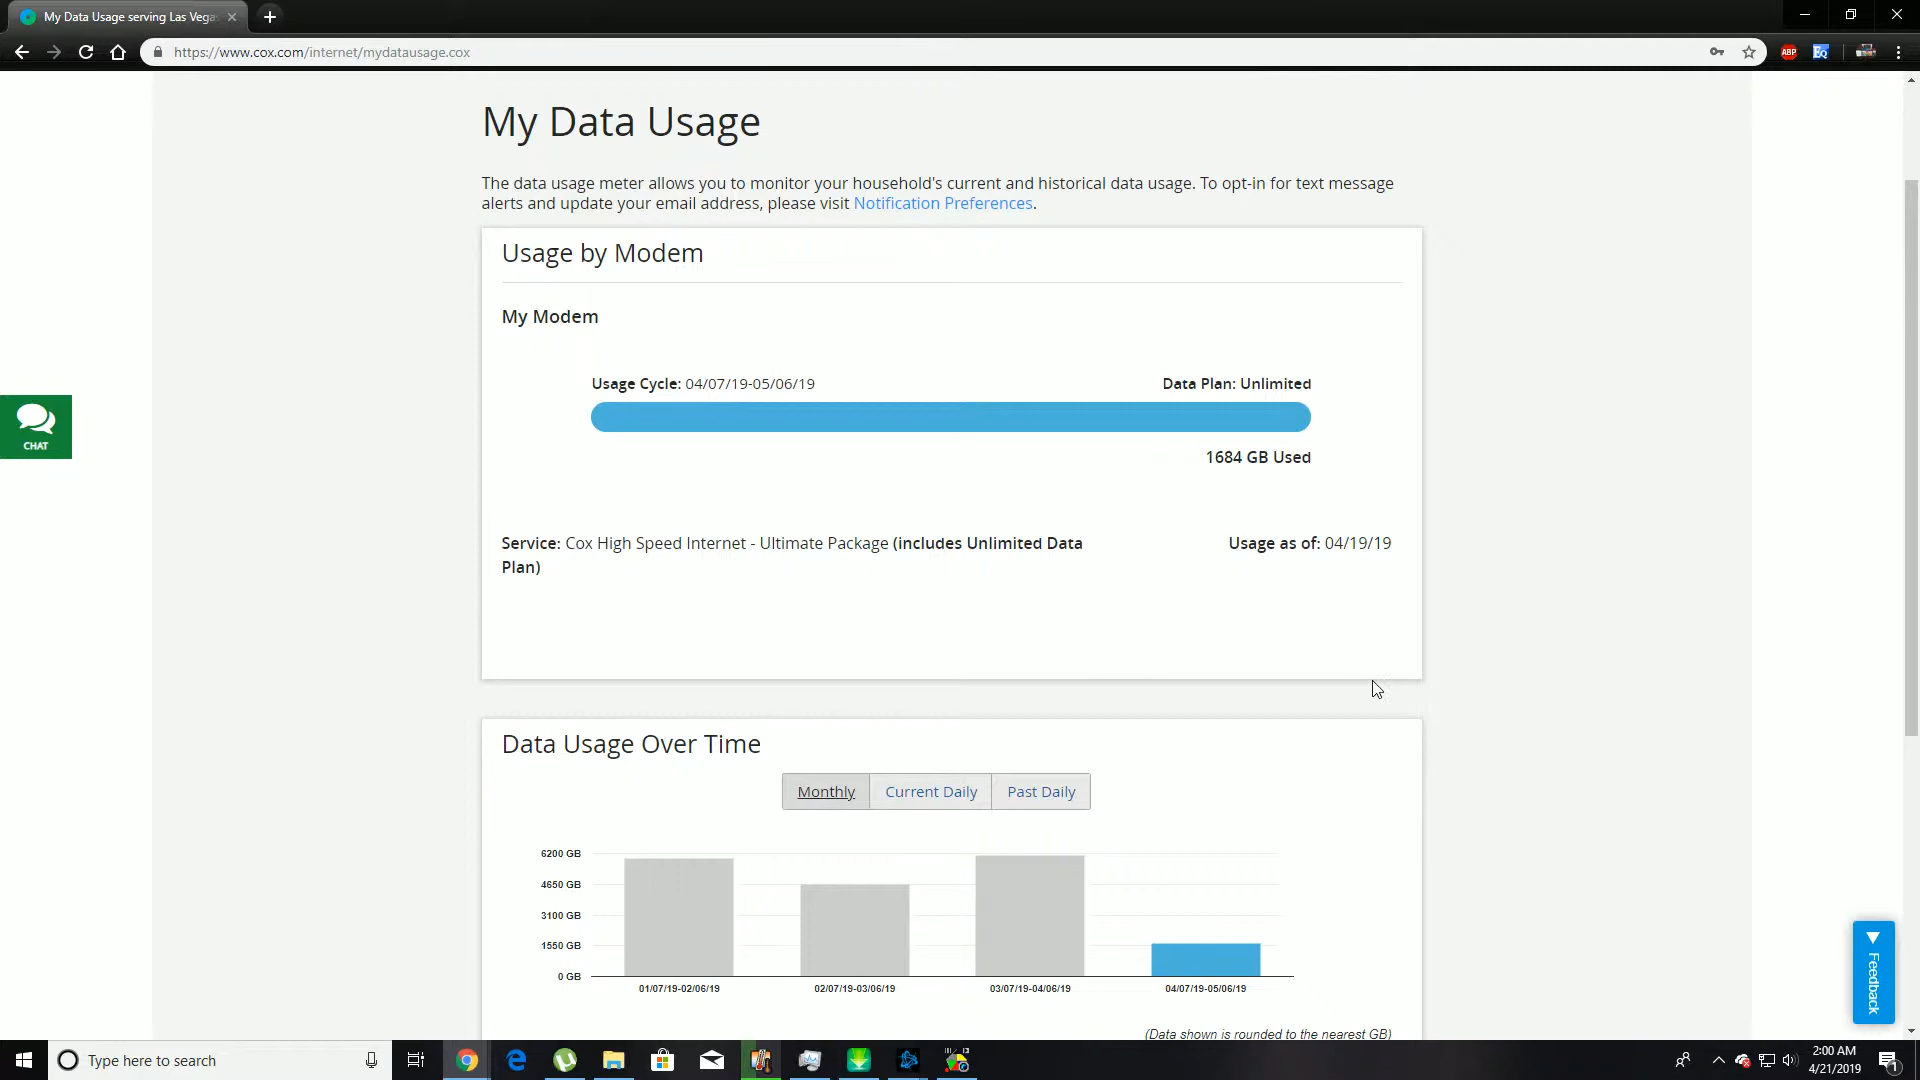 My Data Usage serving Las Vega
https://www.cox.com/internet/mydatausage.cox
ABP
EQ
My Data Usage
The data usage meter allows you to monitor your household's current and historical data usage. To opt-in for text message
alerts and update your email address, please visit Notification Preferences.
Usage by Modem
My Modem
Usage Cycle: 04/07/19-05/06/19
Data Plan: Unlimited
1684 GB Used
CHAT
Service: Cox High Speed Internet - Ultimate Package (includes Unlimited Data
Plan)
Usage as of: 04/19/19
Data Usage Over Time
Monthly
Current Daily
Past Daily
6200 GB
4650 GB
3100 GB
1550 GB
0 GB
01/07/19-02/06/19
02/07/19-03/06/19
03/07/19-04/06/19
04/07/19-05/06/19
(Data shown is rounded to the nearest GB)
Feedback
Type here to search
2:00 AM
4/21/2019
1